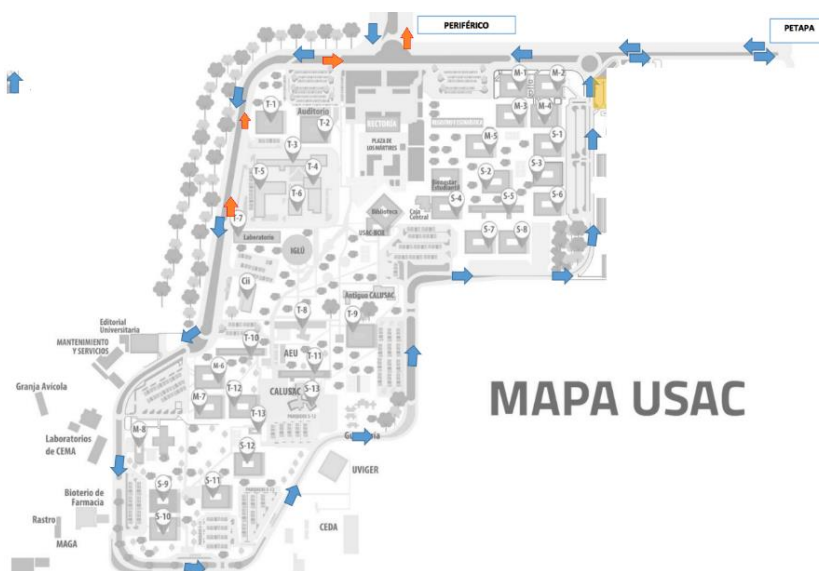 PERIFÉRICO
PETAPA
M-1
M-2
T-1
Auditorio
T-2
M-3
M-4
RECTORÍA
T-3
PLAZA DE
LOS MÁRTIRES
M-5
S-1
T-5
T-4
S-2
S-3
T-6
Bienestar
Estudiantil
S-4
S-5
S-6
T-7
Biblioteca
Caja
Central
Laboratorio
IGLÚ
S-7
S-8
Cii
Antiguo CALUSAC
T-8
T-9
Editorial
Universitaria
MANTENIMIENTO
Y SERVICIOS
T-10
AEU
T-11
M-6
Granja Avícola
M-7
T-12
CALUSAC
S-13
MAPA USAC
T-13
M-8
Laboratorios
de CEMA
S-12
UVIGER
S-9
S-11
Bioterio de
Farmacia
S-10
Rastro
CEDA
MAGA